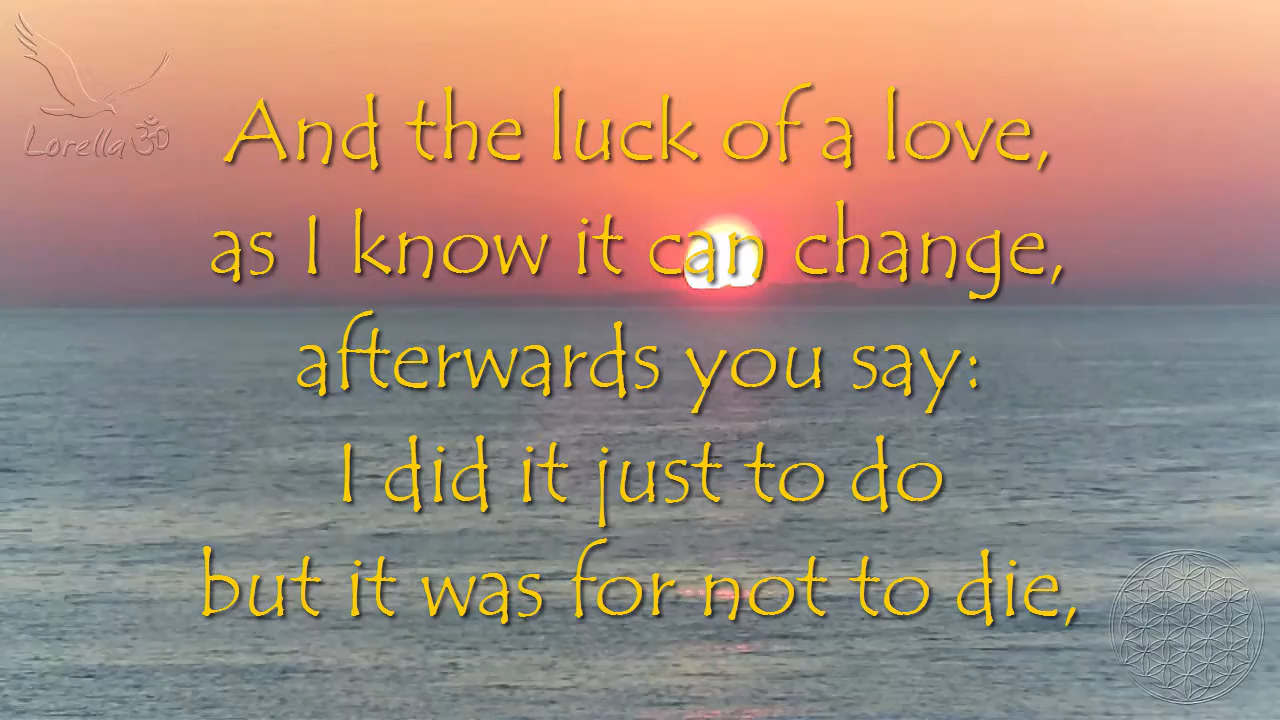 Lorella ॐ
And the luck of a love,
as I know it can change,
afterwards you say:
I did it just to do
but it was for not to die,